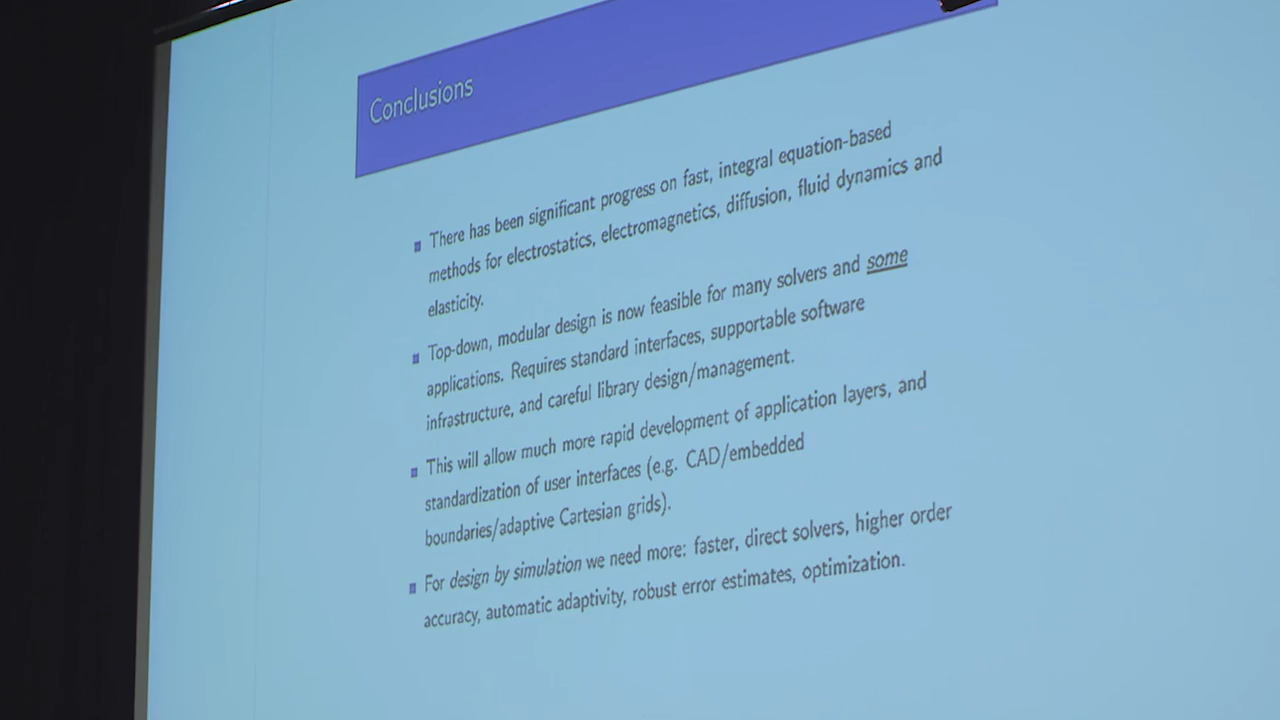 Conclusions
There has been significant progress on fast, integral equation-based
methods for electrostatics, electromagnetics, diffusion, fluid dynamics and
elasticity.
Top-down, modular design is now feasible for many solvers and some
applications. Requires standard interfaces, supportable software
infrastructure, and careful library design/management.
This will allow much more rapid development of application layers, and
standardization of user interfaces (e.g. CAD/embedded
boundaries/adaptive Cartesian grids).
For design by simulation we need more: faster, direct solvers, higher order
accuracy, automatic adaptivity, robust error estimates, optimization.